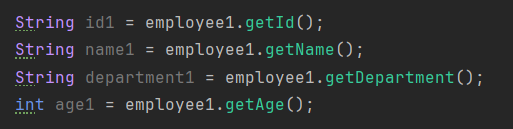 String id1 = employee1.getId();
String name1 = employee1.getName();
String department1 = employee1.getDepartment();
int age1 = employee1.getAge();